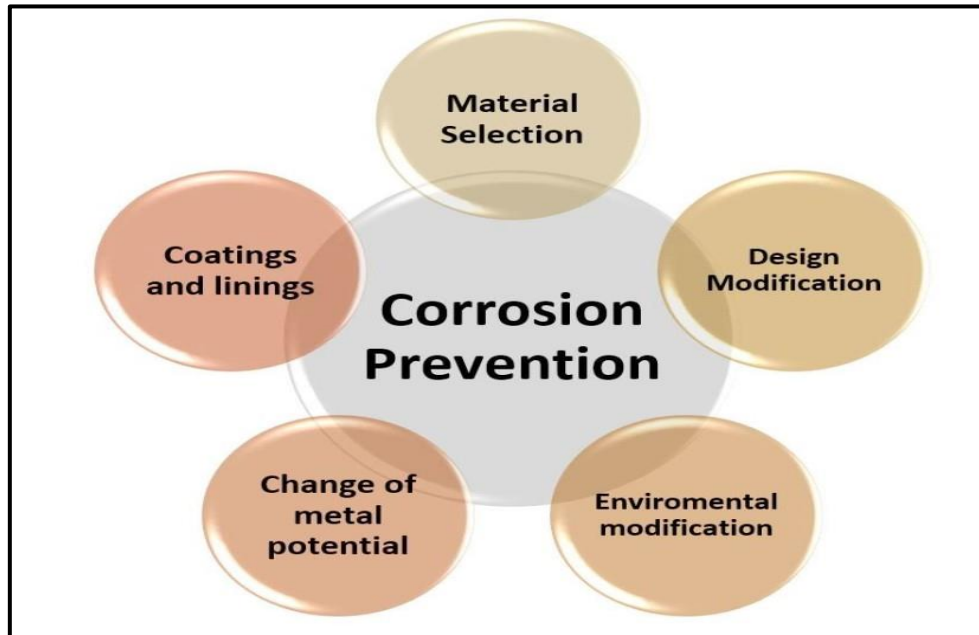 Material
Selection
Design
Modification
Enviromental
modification
Change of
metal
potential
Coatings
and linings
Corrosion
Prevention